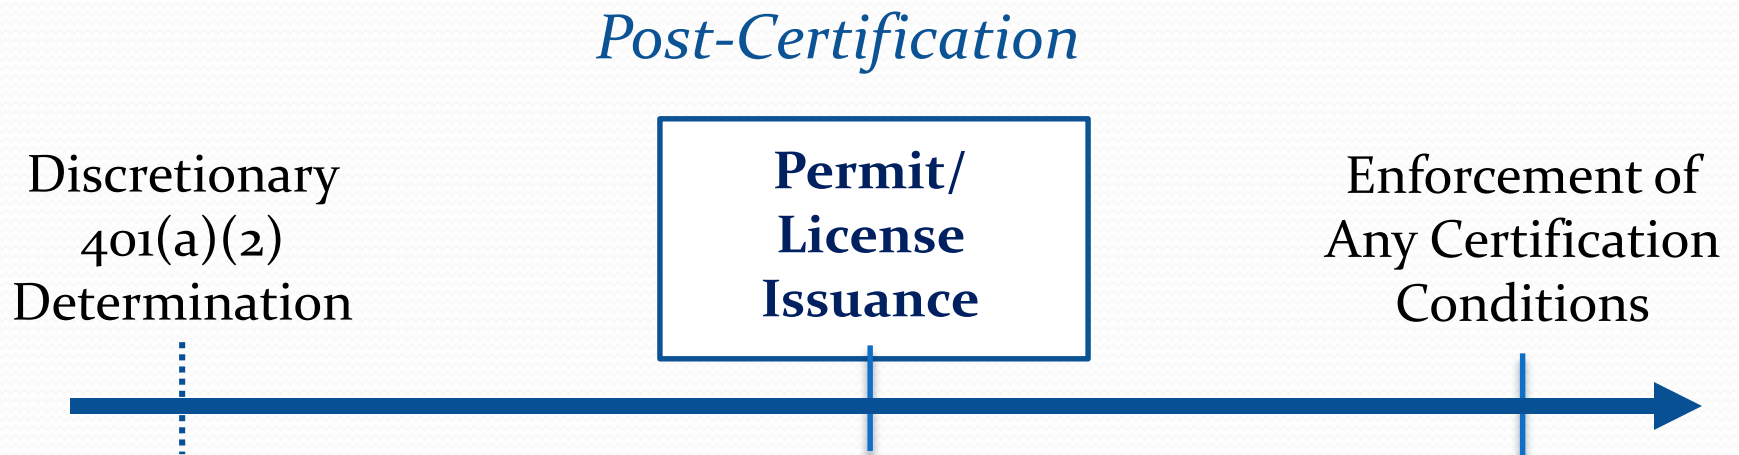 Post-Certification
Discretionary
401(a)(2)
Determination
Permit/
License
Issuance
Enforcement of
Any Certification
Conditions